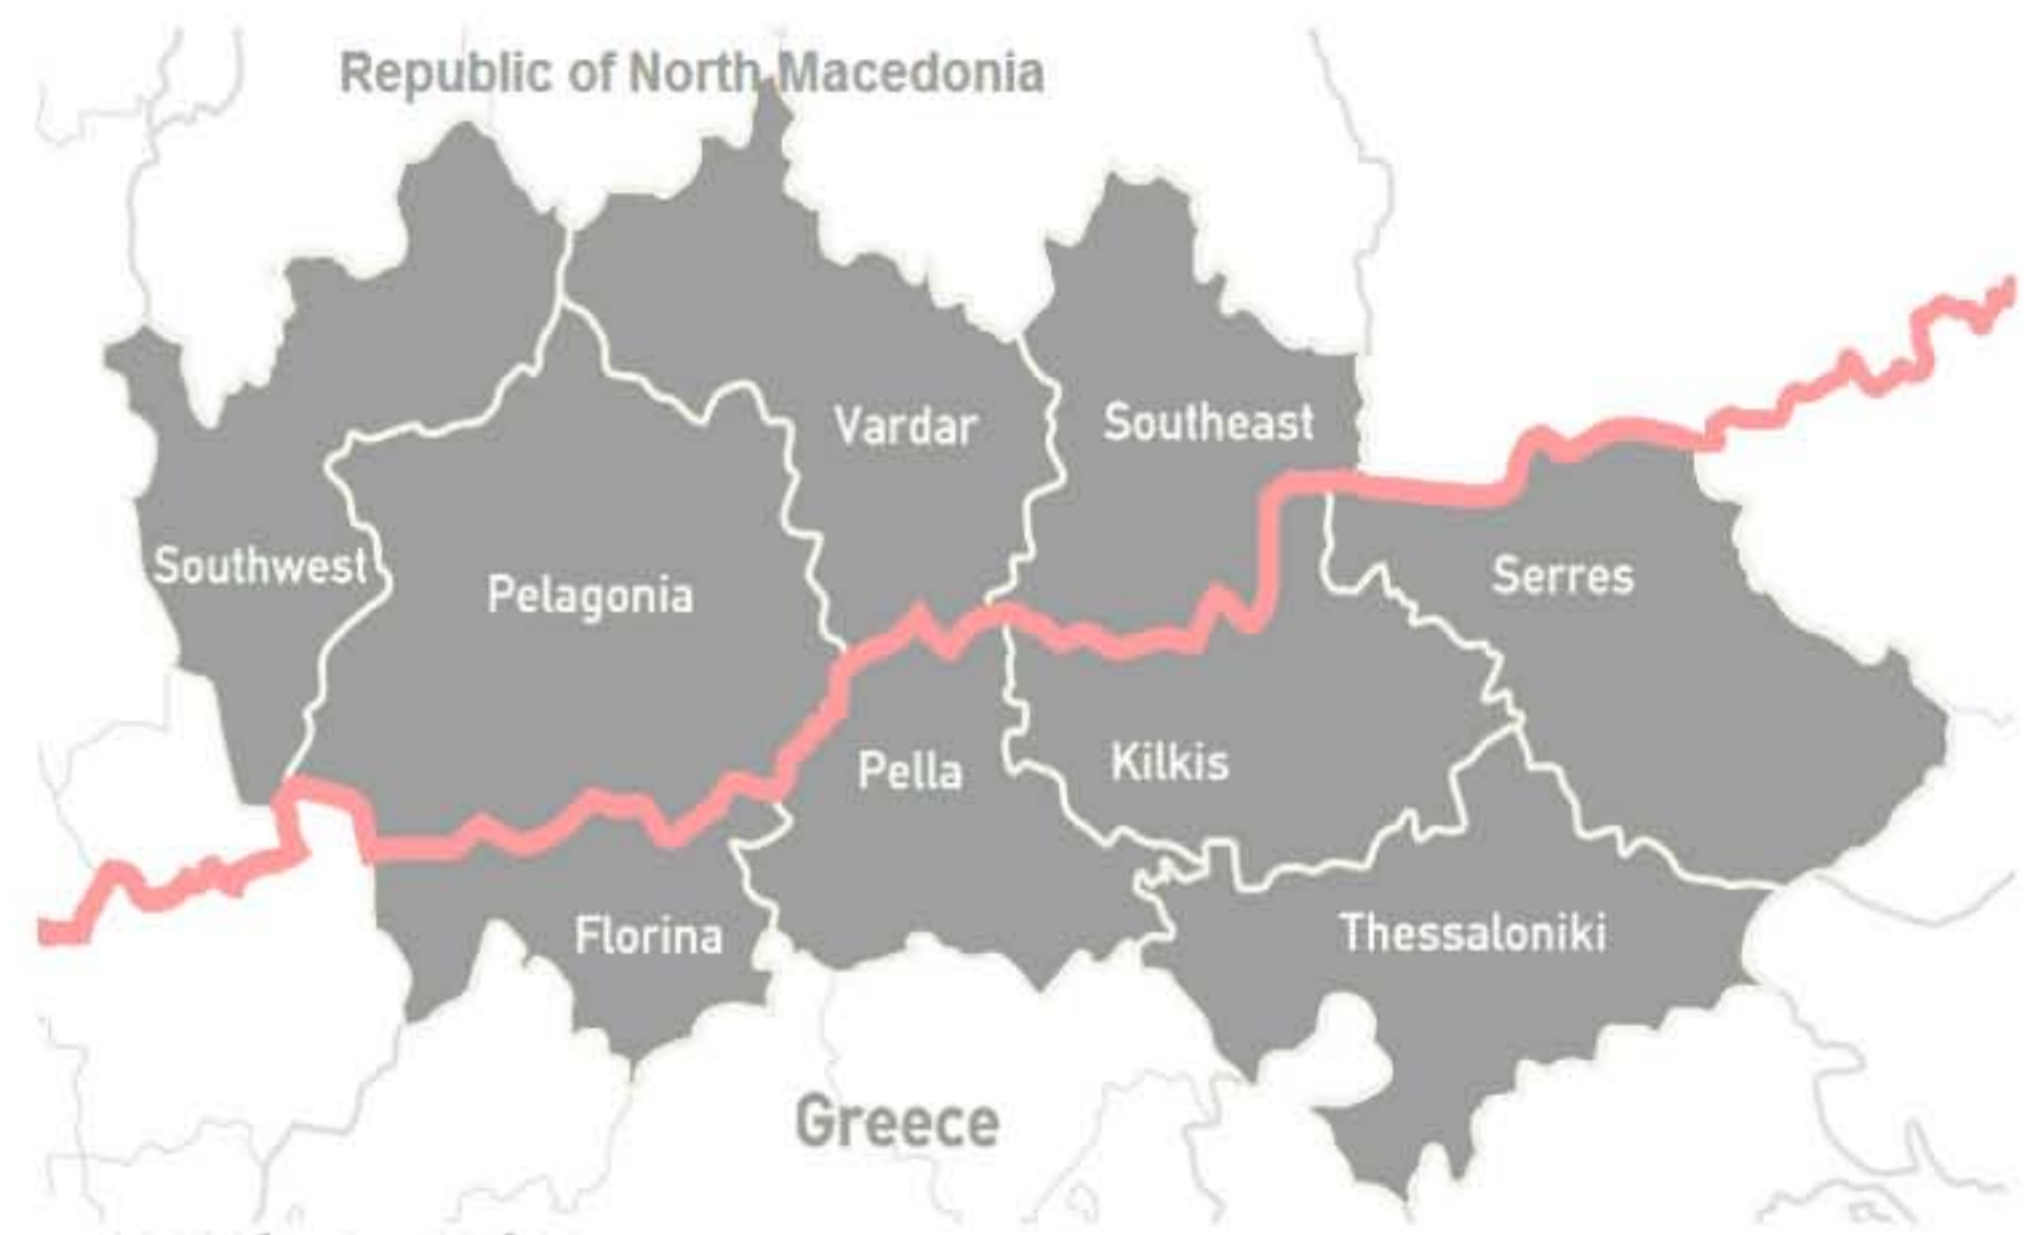 Republic of North Macedonia
Vardar
Southeast
Southwest
Pelagonia
Serres
Pella
Kilkis
Florina
Thessaloniki
Greece